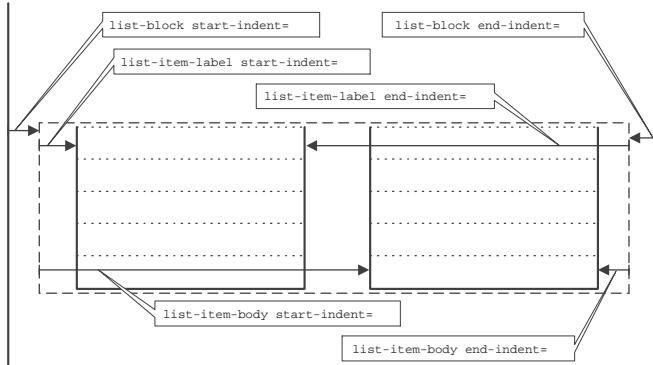 list-block start-indent=
list-block end-indent=
list-item-label start-indent=
list-item-label end-indent=
list-item-body start-indent=
list-item-body end-indent=